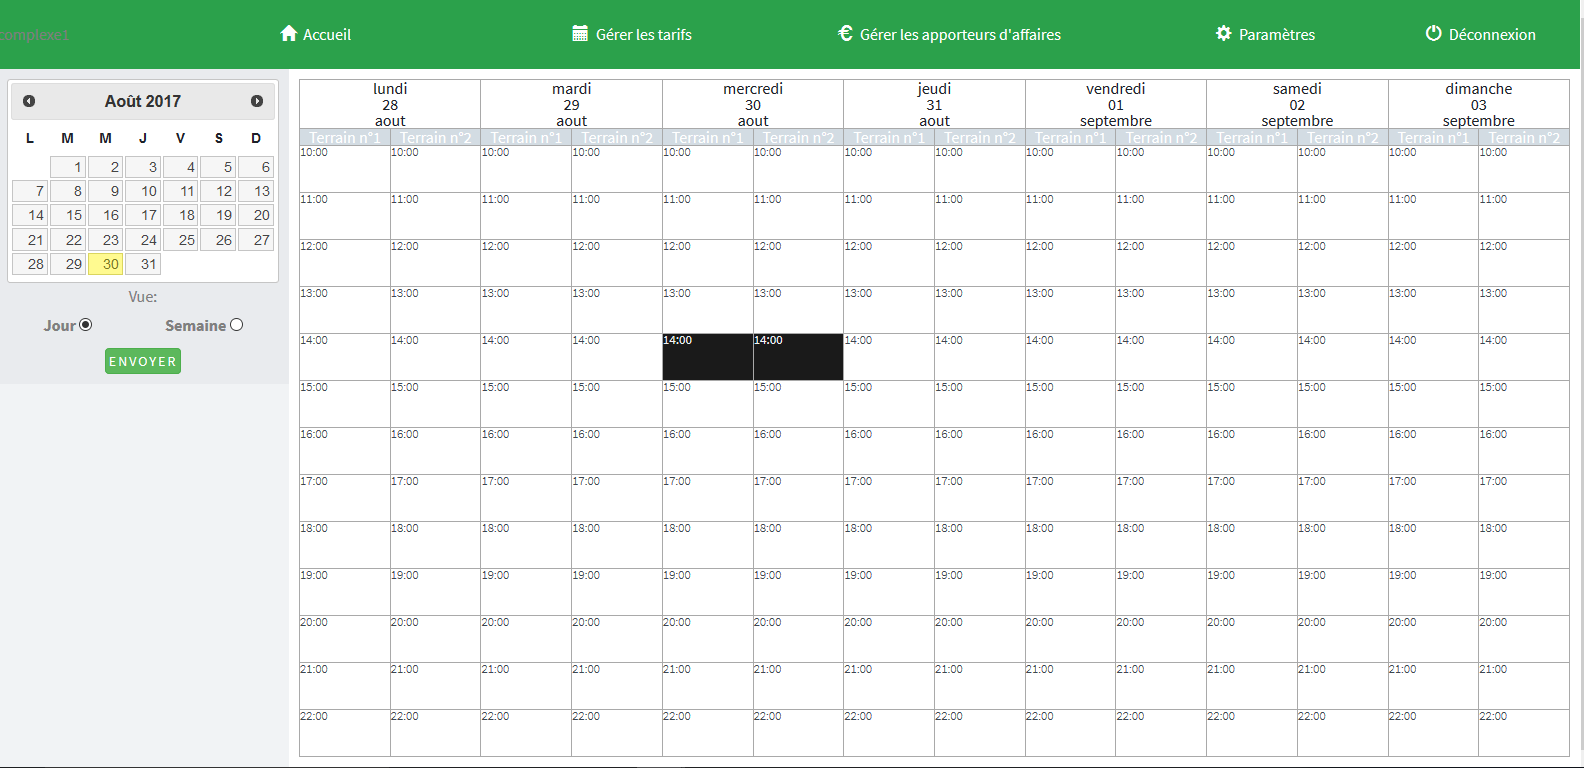 complexe1 Accueil Gérer les tarifs € Gérer les apporteurs d'affaires Paramètres Déconnexion
Août 2017
L M M J V S D
1 2 3 4 5 6
7 8 9 10 11 12 13
14 15 16 17 18 19 20
21 22 23 24 25 26 27
28 29 30 31
Vue:
Jour Semaine
ENVOYER
lundi mardi mercredi jeudi vendredi samedi dimanche
28 29 30 31 01 02 03
aout aout aout aout septembre septembre septembre
Terrain n°1 Terrain n°2 Terrain n°1 Terrain n°2 Terrain n°1 Terrain n°2 Terrain n°1 Terrain n°2 Terrain n°1 Terrain n°2 Terrain n°1 Terrain n°2 Terrain n°1 Terrain n°2
10:00 10:00 10:00 10:00 10:00 10:00 10:00 10:00 10:00 10:00 10:00 10:00 10:00 10:00
11:00 11:00 11:00 11:00 11:00 11:00 11:00 11:00 11:00 11:00 11:00 11:00 11:00 11:00
12:00 12:00 12:00 12:00 12:00 12:00 12:00 12:00 12:00 12:00 12:00 12:00 12:00 12:00
13:00 13:00 13:00 13:00 13:00 13:00 13:00 13:00 13:00 13:00 13:00 13:00 13:00 13:00
14:00 14:00 14:00 14:00 14:00 14:00 14:00 14:00 14:00 14:00 14:00 14:00 14:00 14:00
15:00 15:00 15:00 15:00 15:00 15:00 15:00 15:00 15:00 15:00 15:00 15:00 15:00 15:00
16:00 16:00 16:00 16:00 16:00 16:00 16:00 16:00 16:00 16:00 16:00 16:00 16:00 16:00
17:00 17:00 17:00 17:00 17:00 17:00 17:00 17:00 17:00 17:00 17:00 17:00 17:00 17:00
18:00 18:00 18:00 18:00 18:00 18:00 18:00 18:00 18:00 18:00 18:00 18:00 18:00 18:00
19:00 19:00 19:00 19:00 19:00 19:00 19:00 19:00 19:00 19:00 19:00 19:00 19:00 19:00
20:00 20:00 20:00 20:00 20:00 20:00 20:00 20:00 20:00 20:00 20:00 20:00 20:00 20:00
21:00 21:00 21:00 21:00 21:00 21:00 21:00 21:00 21:00 21:00 21:00 21:00 21:00 21:00
22:00 22:00 22:00 22:00 22:00 22:00 22:00 22:00 22:00 22:00 22:00 22:00 22:00 22:00